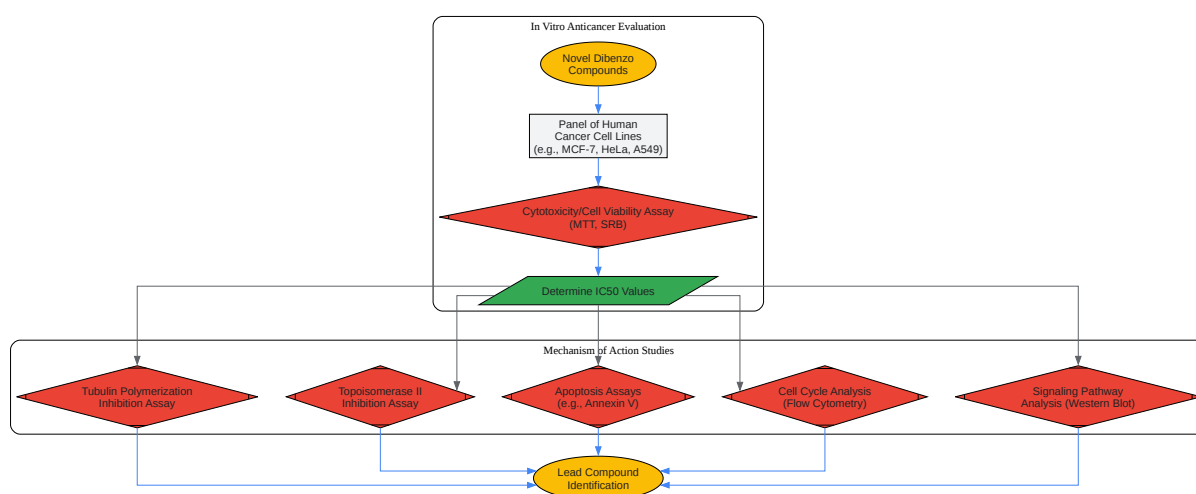 In Vitro Anticancer Evaluation
Novel Dibenzo
Compounds
Panel of Human
Cancer Cell Lines
(e.g., MCF-7, HeLa, A549)
Cytotoxicity/Cell Viability Assay
(MTT, SRB)
Determine IC50 Values
Mechanism of Action Studies
Tubulin Polymerization
Inhibition Assay
Topoisomerase II
Inhibition Assay
Apoptosis Assays
(e.g., Annexin V)
Cell Cycle Analysis
(Flow Cytometry)
Signaling Pathway
Analysis (Western Blot)
Lead Compound
Identification